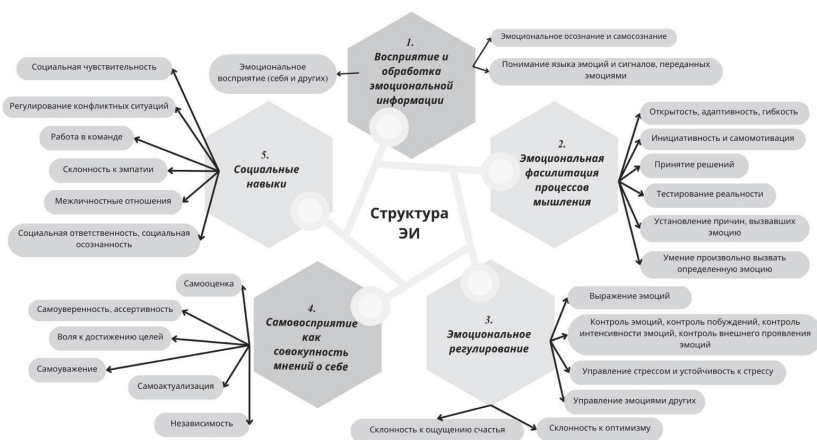 1.
Восприятие и
обработка
эмоциональной
информации
Эмоциональное
восприятие (себя и других)
Эмоциональное осознание и самосознание
Понимание языка эмоций и сигналов, переданных
эмоциями
2.
Эмоциональная
фасилитация
процессов
мышления
Открытость, адаптивность, гибкость
Инициативность и самомотивация
Принятие решений
Тестирование реальности
Установление причин, вызвавших
эмоцию
Умение произвольно вызвать
определенную эмоцию
Структура
ЭИ
3.
Эмоциональное
регулирование
Выражение эмоций
Контроль эмоций, контроль побуждений, контроль
интенсивности эмоций, контроль внешнего проявления
эмоций
Управление стрессом и устойчивость к стрессу
Управление эмоциями других
Склонность к оптимизму
Склонность к ощущению счастья
4.
Самовосприятие
как
совокупность
мнений о себе
Самооценка
Самоуверенность, ассертивность
Воля к достижению целей
Самоуважение
Самоактуализация
Независимость
5.
Социальные
навыки
Социальная чувствительность
Регулирование конфликтных ситуаций
Работа в команде
Склонность к эмпатии
Межличностные отношения
Социальная ответственность, социальная
осознанность